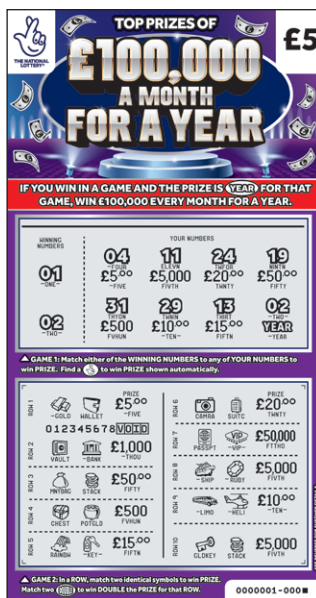 TOP PRIZES OF
£5
THE NATIONAL
LOTTERY
£100,000
A MONTH
FOR A YEAR
IF YOU WIN IN A GAME AND THE PRIZE IS YEAR FOR THAT
GAME, WIN £100,000 EVERY MONTH FOR A YEAR.
WINNING
NUMBERS
YOUR NUMBERS
01
-ONE-
02
-TWO-
04 11 24 19
-FOUR ELEVN TWFOR NINTN
£5.00 £5,000 £20.00 £50.00
-FIVE FIVTH TWNTY FIFTY
31 29 13 02
TRYON TWNIN THIRT -TWO-
£500 £10.00 £15.00 YEAR
FVHUN -TEN- FIFTN -YEAR
GAME 1: Match either of the WINNING NUMBERS to any of YOUR NUMBERS to
win PRIZE. Find a to win PRIZE shown automatically.
PRIZE
ROW 1 £5.00
-GOLD WALLET -FIVE
012345678 VOID
ROW 2 £1,000
VAULT -BANK -THOU
ROW 3 £50.00
MNYBAG STACK FIFTY
ROW 4 £500
CHEST POTGLD FVHUN
ROW 5 £15.00
RAINBW -KEY- FIFTN
PRIZE
ROW 6 £20.00
CAMRA SUITC TWNTY
ROW 7 £50,000
PASSPT -VIP- FTTHO
ROW 8 £5,000
-SHIP -RUBY FIVTH
ROW 9 £10.00
-LIMO -HELI -TEN-
ROW 10 £5,000
GLDKEY STACK FIVTH
GAME 2: In a ROW, match two identical symbols to win PRIZE.
Match two to win DOUBLE the PRIZE for that ROW.
0000001-000